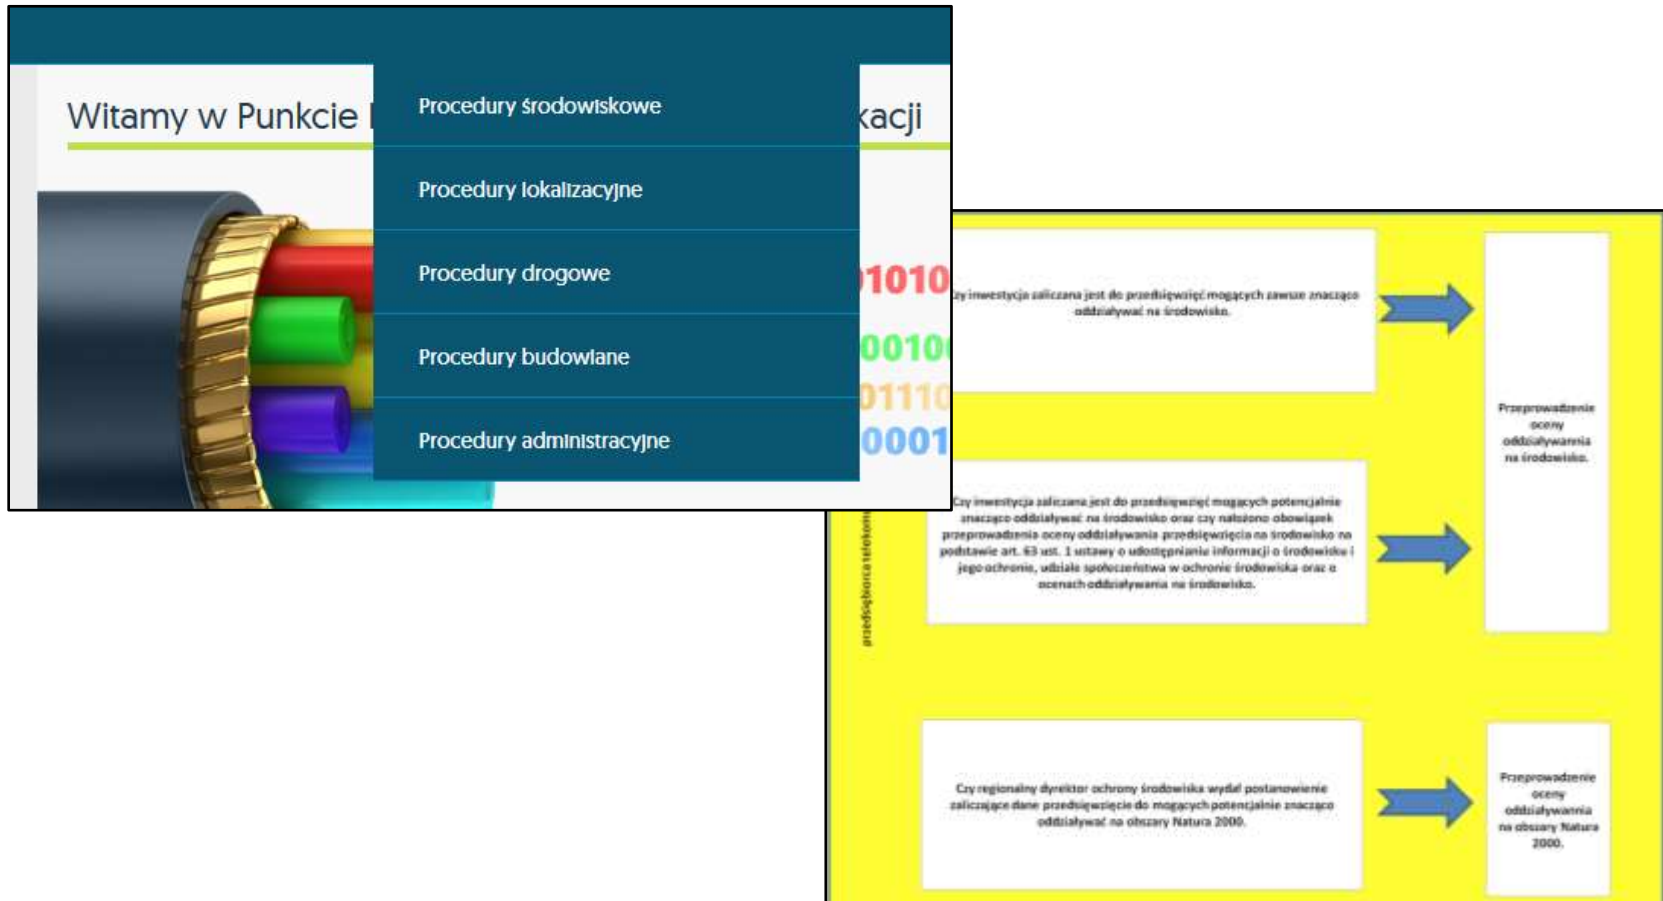 Witamy w Punkcie
kacji
Procedury środowiskowe
Procedury lokalizacyjne
Procedury drogowe
Procedury budowlane
Procedury administracyjne
1010
0010
01110
0001
Czy inwestycja zaliczana jest do przedsięwzięć mogących zawsze znacząco
oddziaływać na środowisko.
Przeprowadzenie
oceny
oddziaływannia
na środowisko.
Czy inwestycja zaliczana jest do przedsięwzięć mogących potencjalnie
znacząco oddziaływać na środowisko oraz czy nałożono obowiązek
przeprowadzenia oceny oddziaływania przedsięwzięcia na środowisko na
podstawie art. 63 ust. 1 ustawy o udostępnianiu informacji o środowisku i
jego ochronie, udziale społeczeństwa w ochronie środowiska oraz o
ocenach oddziaływania na środowisko.
przedsiębiorca telekomu
Czy regionalny dyrektor ochrony środowiska wydał postanowienie
zaliczające dane przedsięwzięcie do mogących potencjalnie znacząco
oddziaływać na obszary Natura 2000.
Przeprowadzenie
oceny
oddziaływannia
na obszary Natura
2000.